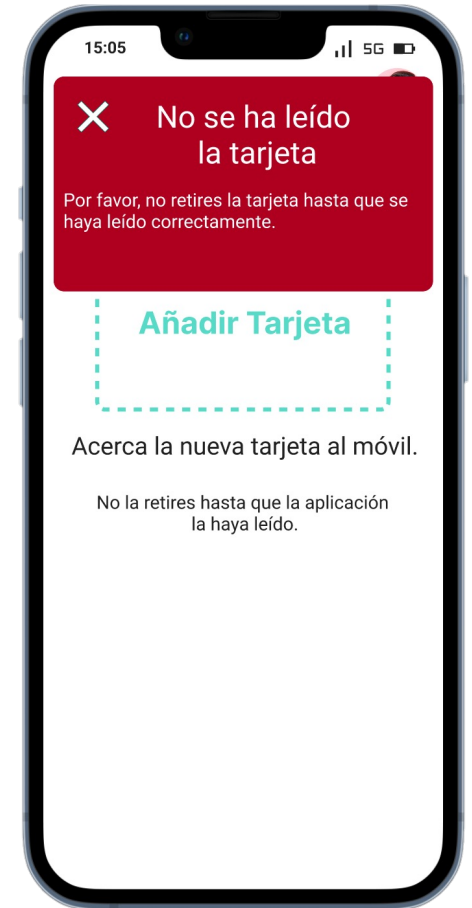 15:05
5G
No se ha leído
la tarjeta
Por favor, no retires la tarjeta hasta que se
haya leído correctamente.
Añadir Tarjeta
Acerca la nueva tarjeta al móvil.
No la retires hasta que la aplicación
la haya leído.